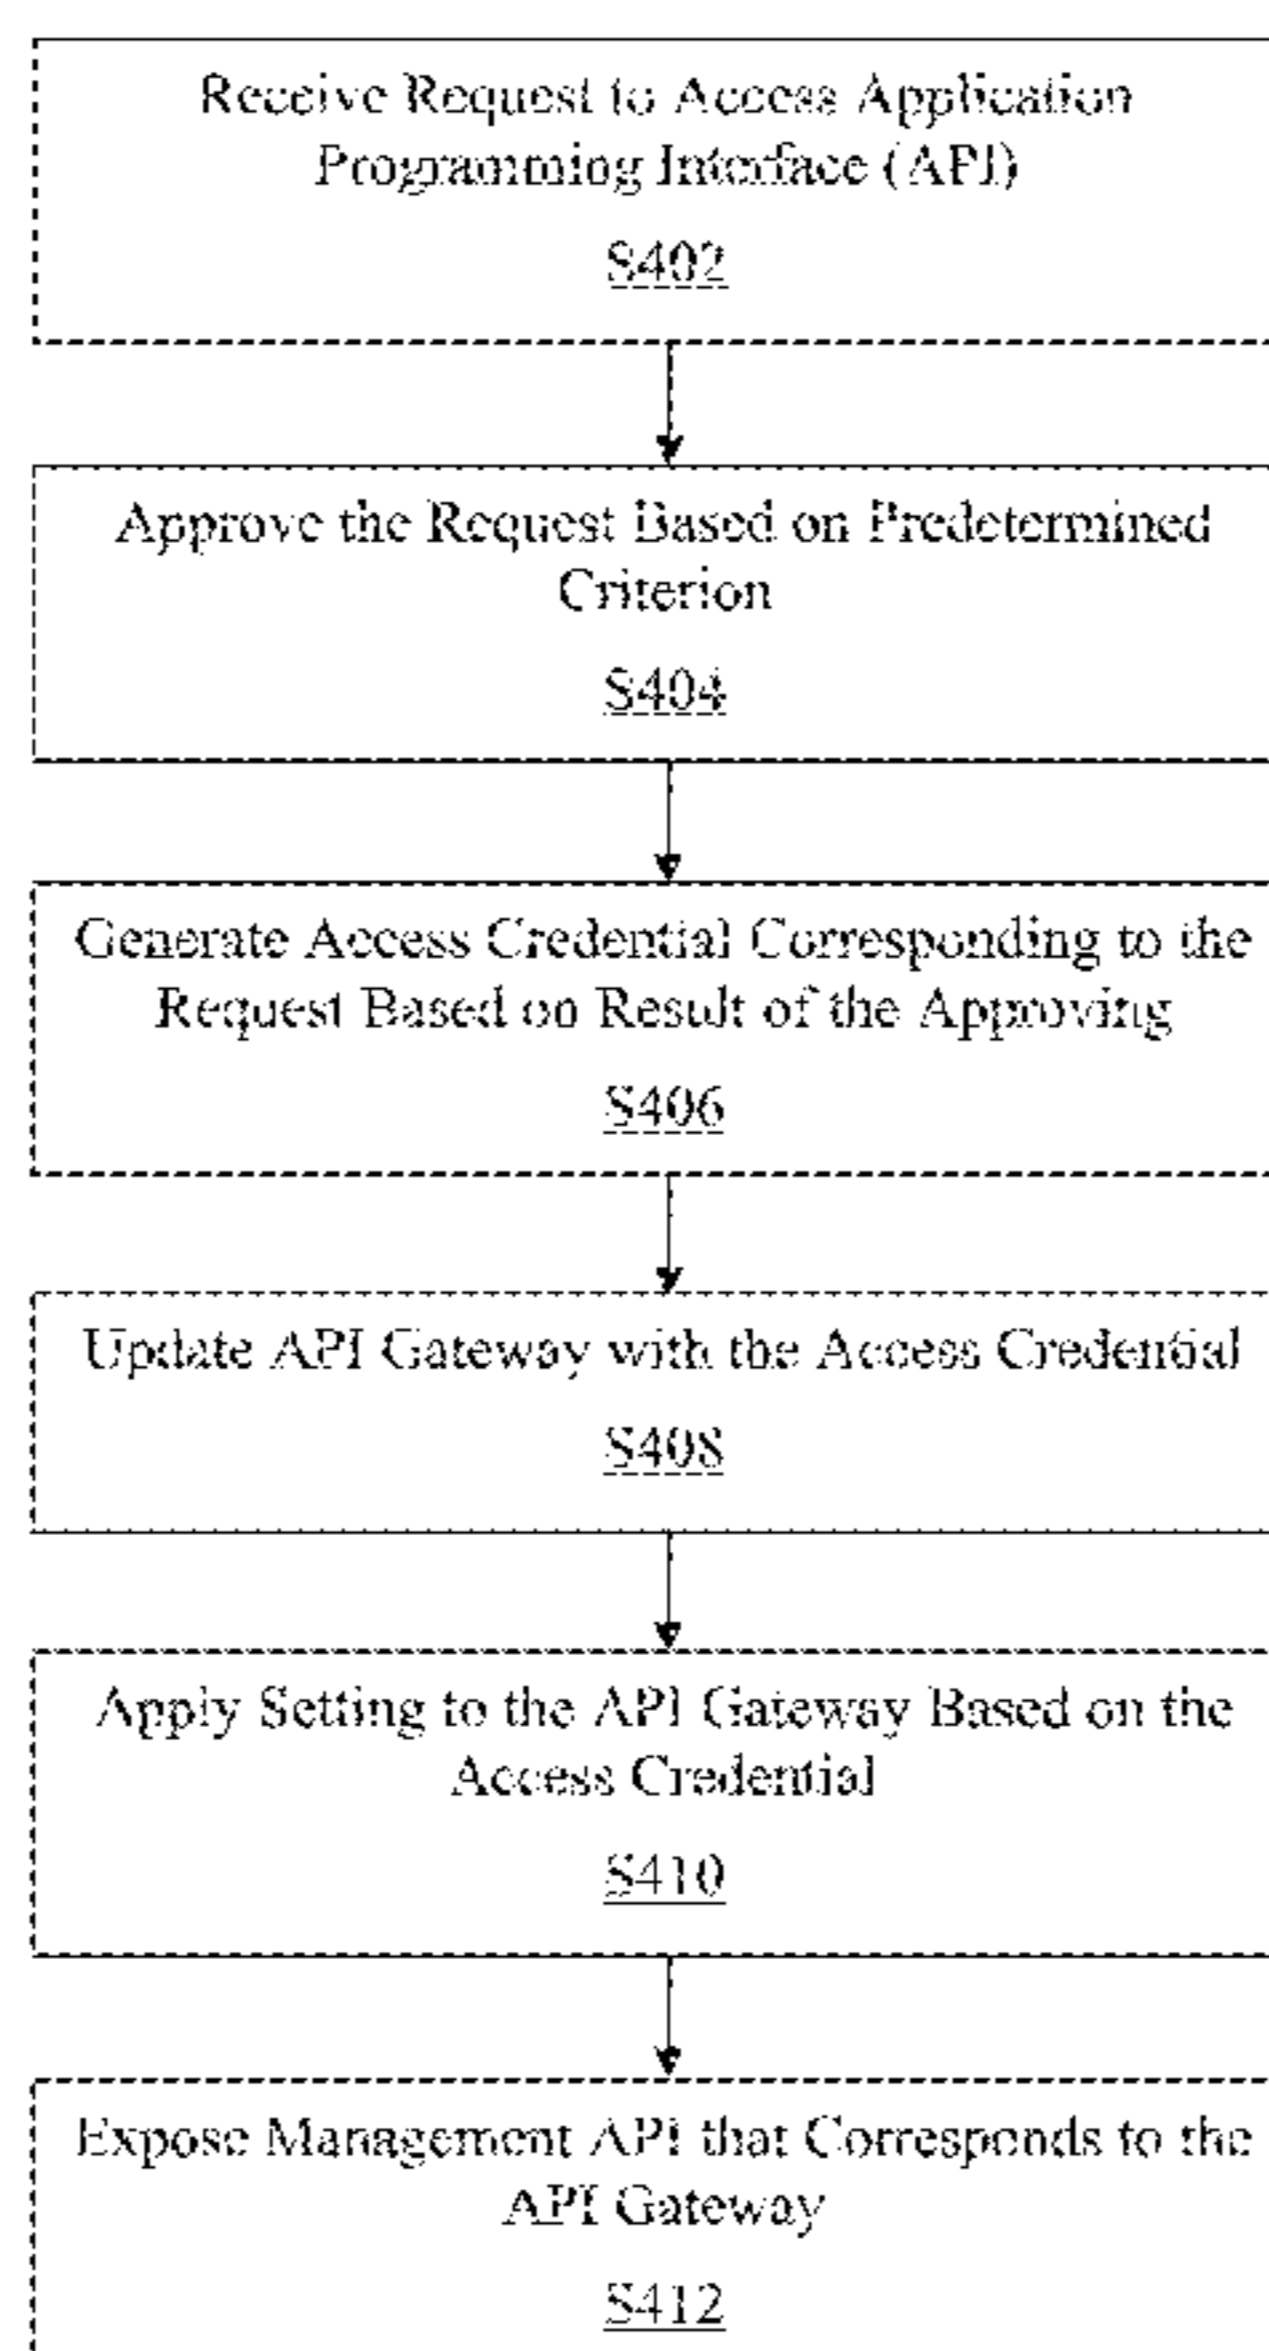 Receive Request to Access Application
Programming Interface (API)
S402
Approve the Request Based on Predetermined
Criterion
S404
Generate Access Credential Corresponding to the
Request Based on Result of the Approving
S406
Update API Gateway with the Access Credential
S408
Apply Setting to the API Gateway Based on the
Access Credential
S410
Expose Management API that Corresponds to the
API Gateway
S412